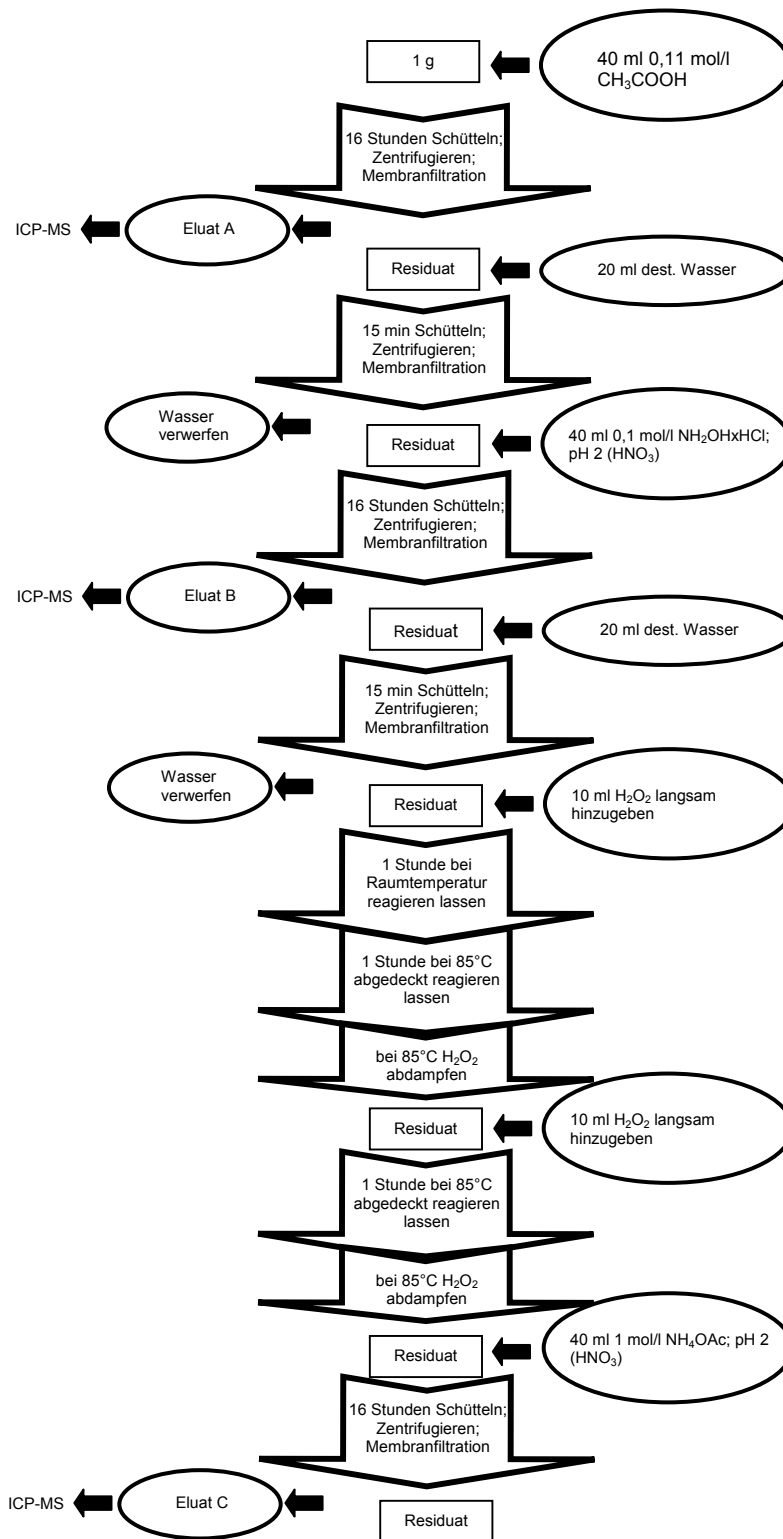 1 g
40 ml 0,11 mol/l
CH₃COOH
16 Stunden Schütteln;
Zentrifugieren;
Membranfiltration
ICP-MS
Eluat A
Residuat
20 ml dest. Wasser
15 min Schütteln;
Zentrifugieren;
Membranfiltration
Wasser
verwerfen
Residuat
40 ml 0,1 mol/l NH₂OHxHCl;
pH 2 (HNO₃)
16 Stunden Schütteln;
Zentrifugieren;
Membranfiltration
ICP-MS
Eluat B
Residuat
20 ml dest. Wasser
15 min Schütteln;
Zentrifugieren;
Membranfiltration
Wasser
verwerfen
Residuat
10 ml H₂O₂ langsam
hinzugeben
1 Stunde bei
Raumtemperatur
reagieren lassen
1 Stunde bei 85°C
abgedeckt reagieren
lassen
bei 85°C H₂O₂
abdampfen
Residuat
10 ml H₂O₂ langsam
hinzugeben
1 Stunde bei 85°C
abgedeckt reagieren
lassen
bei 85°C H₂O₂
abdampfen
Residuat
40 ml 1 mol/l NH₄OAc; pH 2
(HNO₃)
16 Stunden Schütteln;
Zentrifugieren;
Membranfiltration
ICP-MS
Eluat C
Residuat